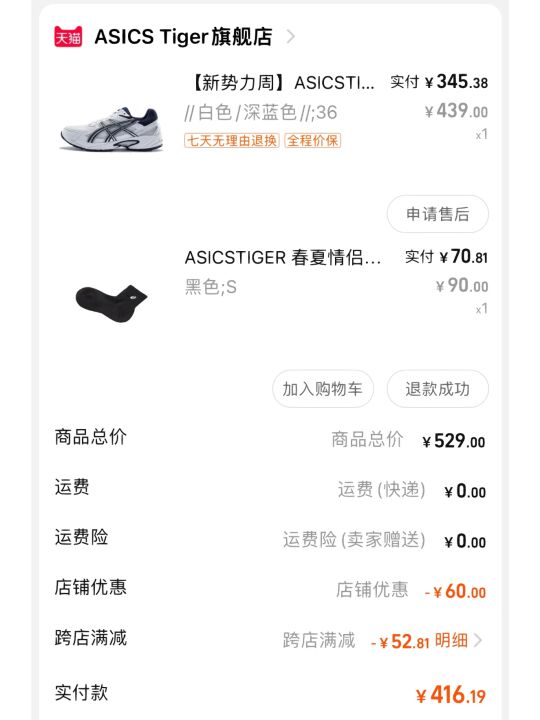 天猫 ASICS Tiger旗舰店
【新势力周】ASICSTI... 实付 ¥345.38
//白色/深蓝色//;36 ¥439.00
七天无理由退换 全程价保 x1
申请售后
ASICSTIGER 春夏情侣... 实付 ¥70.81
黑色;S ¥90.00
x1
加入购物车 退款成功
商品总价 商品总价 ¥529.00
运费 运费(快递) ¥0.00
运费险 运费险(卖家赠送) ¥0.00
店铺优惠 店铺优惠 -¥60.00
跨店满减 跨店满减 -¥52.81 明细
实付款 ¥416.19